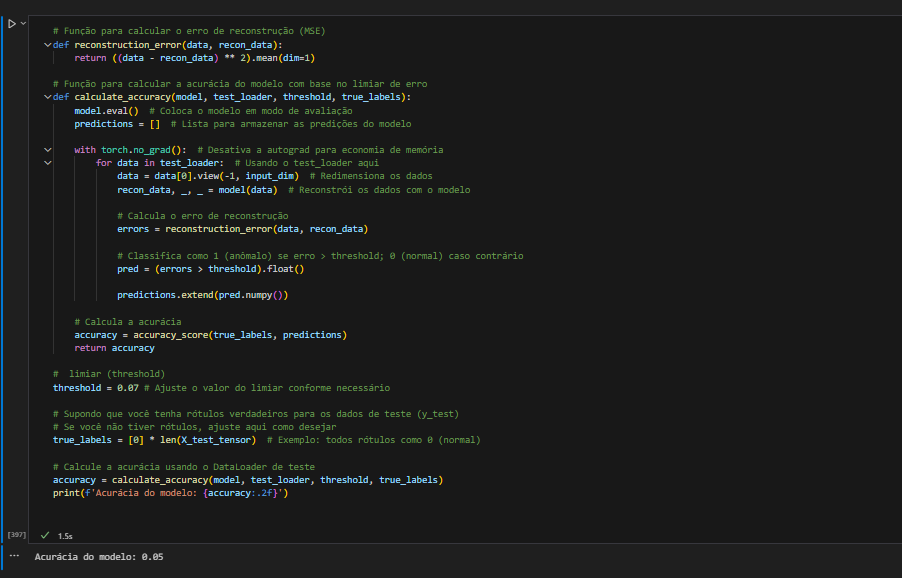 # Função para calcular o erro de reconstrução (MSE)
def reconstruction_error(data, recon_data):
    return ((data - recon_data) ** 2).mean(dim=1)
# Função para calcular a acurácia do modelo com base no limiar de erro
def calculate_accuracy(model, test_loader, threshold, true_labels):
    model.eval()  # Coloca o modelo em modo de avaliação
    predictions = []  # Lista para armazenar as predições do modelo
    with torch.no_grad():  # Desativa a autograd para economia de memória
        for data in test_loader:  # Usando o test_loader aqui
            data = data[0].view(-1, input_dim)  # Redimensiona os dados
            recon_data, _, _ = model(data)  # Reconstrói os dados com o modelo
            # Calcula o erro de reconstrução
            errors = reconstruction_error(data, recon_data)
            # Classifica como 1 (anômalo) se erro > threshold; 0 (normal) caso contrário
            pred = (errors > threshold).float()
            predictions.extend(pred.numpy())
    # Calcula a acurácia
    accuracy = accuracy_score(true_labels, predictions)
    return accuracy
#  limiar (threshold)
threshold = 0.07 # Ajuste o valor do limiar conforme necessário
# Supondo que você tenha rótulos verdadeiros para os dados de teste (y_test)
# Se você não tiver rótulos, ajuste aqui como desejar
true_labels = [0] * len(X_test_tensor)  # Exemplo: todos rótulos como 0 (normal)
# Calcule a acurácia usando o DataLoader de teste
accuracy = calculate_accuracy(model, test_loader, threshold, true_labels)
print(f'Acurácia do modelo: {accuracy:.2f}')
[397] 1.5s
... Acurácia do modelo: 0.05